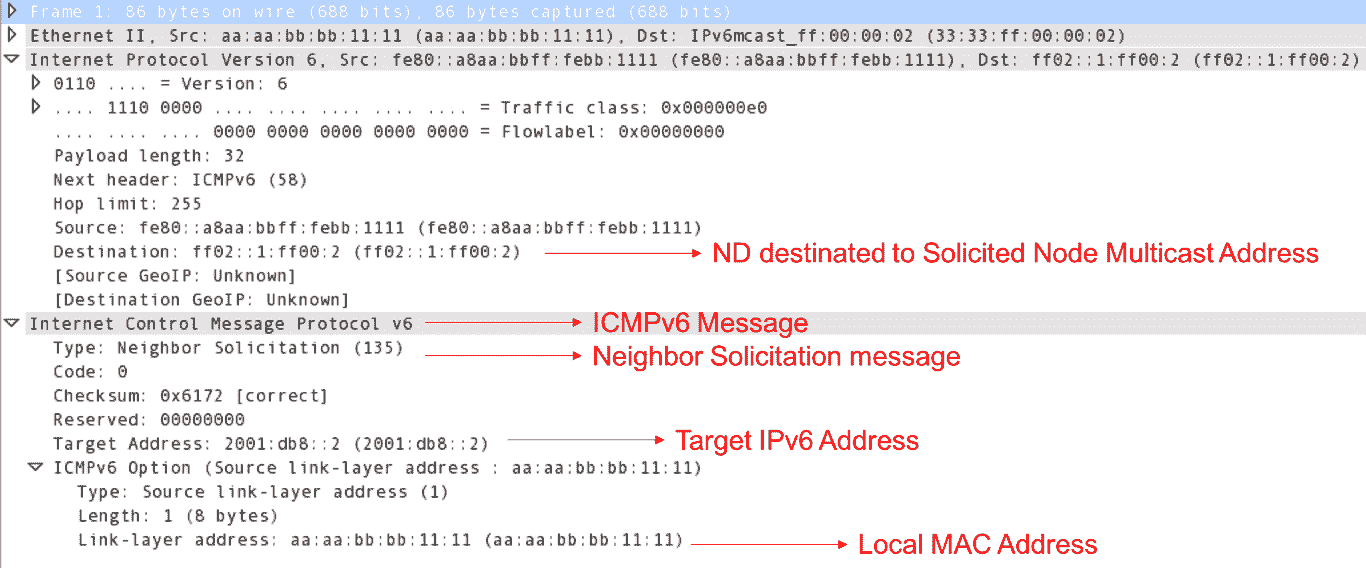 Frame 1: 86 bytes on wire (688 bits), 86 bytes captured (688 bits)
Ethernet II, Src: aa:aa:bb:bb:11:11 (aa:aa:bb:bb:11:11), Dst: IPv6mcast_ff:00:00:02 (33:33:ff:00:00:02)
Internet Protocol Version 6, Src: fe80::a8aa:bbff:febb:1111 (fe80::a8aa:bbff:febb:1111), Dst: ff02::1:ff00:2 (ff02::1:ff00:2)
0110 .... = Version: 6
.... 1110 0000 .... .... .... .... .... = Traffic class: 0x000000e0
.... .... .... 0000 0000 0000 0000 0000 = Flowlabel: 0x00000000
Payload length: 32
Next header: ICMPv6 (58)
Hop limit: 255
Source: fe80::a8aa:bbff:febb:1111 (fe80::a8aa:bbff:febb:1111)
Destination: ff02::1:ff00:2 (ff02::1:ff00:2) ND destinated to Solicited Node Multicast Address
[Source GeoIP: Unknown]
[Destination GeoIP: Unknown]
Internet Control Message Protocol v6 ICMPv6 Message
Type: Neighbor Solicitation (135) Neighbor Solicitation message
Code: 0
Checksum: 0x6172 [correct]
Reserved: 00000000
Target Address: 2001:db8::2 (2001:db8::2) Target IPv6 Address
ICMPv6 Option (Source link-layer address : aa:aa:bb:bb:11:11)
Type: Source link-layer address (1)
Length: 1 (8 bytes)
Link-layer address: aa:aa:bb:bb:11:11 (aa:aa:bb:bb:11:11) Local MAC Address